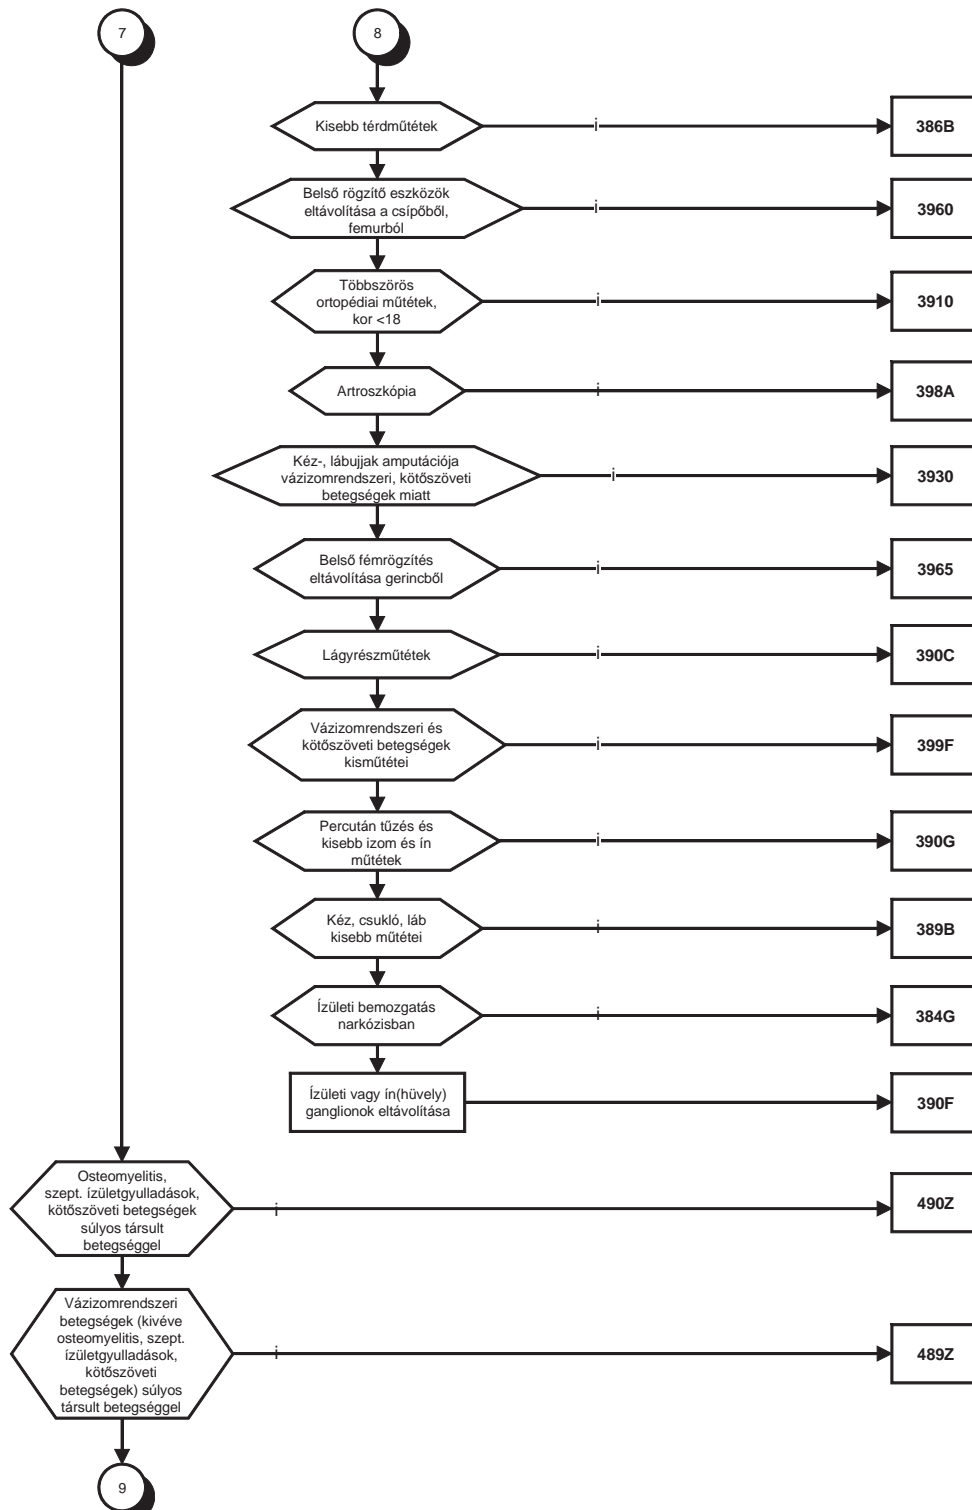 7
8
Kisebb térdműtétek
i
386B
Belső rögzítő eszközök
eltávolítása a csípőből,
femurból
i
3960
Többszörös
ortopédiai műtétek,
kor <18
i
3910
Artroszkópia
i
398A
Kéz-, lábujjak amputációja
vázizomrendszeri, kötőszöveti
betegségek miatt
i
3930
Belső fémrögzítés
eltávolítása gerincből
i
3965
Lágyrészműtétek
i
390C
Vázizomrendszeri és
kötőszöveti betegségek
kisműtétei
i
399F
Percután tűzés és
kisebb izom és ín
műtétek
i
390G
Kéz, csukló, láb
kisebb műtétei
i
389B
Ízületi bemozgatás
narkózisban
i
384G
Ízületi vagy ín(hüvely)
ganglionok eltávolítása
390F
Osteomyelitis,
szept. ízületgyulladások,
kötőszöveti betegségek
súlyos társult
betegséggel
i
490Z
Vázizomrendszeri
betegségek (kivéve
osteomyelitis, szept.
ízületgyulladások,
kötőszöveti
betegségek) súlyos
társult betegséggel
i
489Z
9